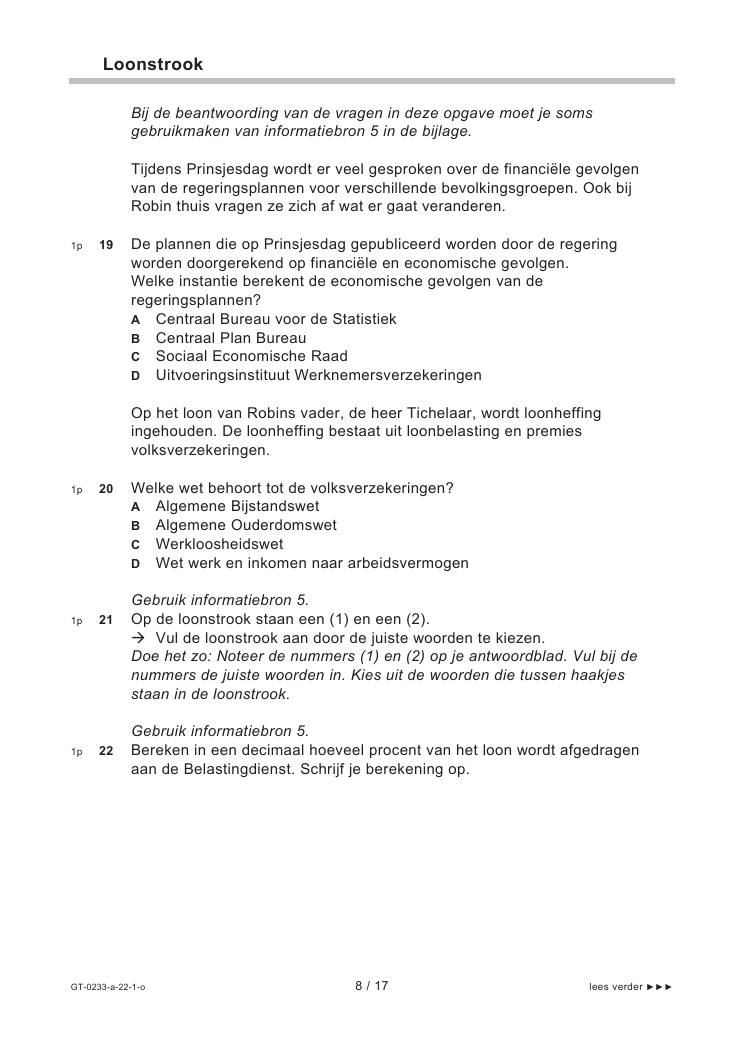 Loonstrook
Bij de beantwoording van de vragen in deze opgave moet je soms
gebruikmaken van informatiebron 5 in de bijlage.
Tijdens Prinsjesdag wordt er veel gesproken over de financiële gevolgen
van de regeringsplannen voor verschillende bevolkingsgroepen. Ook bij
Robin thuis vragen ze zich af wat er gaat veranderen.
1p 19 De plannen die op Prinsjesdag gepubliceerd worden door de regering
worden doorgerekend op financiële en economische gevolgen.
Welke instantie berekent de economische gevolgen van de
regeringsplannen?
A Centraal Bureau voor de Statistiek
B Centraal Plan Bureau
C Sociaal Economische Raad
D Uitvoeringsinstituut Werknemersverzekeringen
Op het loon van Robins vader, de heer Tichelaar, wordt loonheffing
ingehouden. De loonheffing bestaat uit loonbelasting en premies
volksverzekeringen.
1p 20 Welke wet behoort tot de volksverzekeringen?
A Algemene Bijstandswet
B Algemene Ouderdomswet
C Werkloosheidswet
D Wet werk en inkomen naar arbeidsvermogen
Gebruik informatiebron 5.
1p 21 Op de loonstrook staan een (1) en een (2).
→ Vul de loonstrook aan door de juiste woorden te kiezen.
Doe het zo: Noteer de nummers (1) en (2) op je antwoordblad. Vul bij de
nummers de juiste woorden in. Kies uit de woorden die tussen haakjes
staan in de loonstrook.
Gebruik informatiebron 5.
1p 22 Bereken in een decimaal hoeveel procent van het loon wordt afgedragen
aan de Belastingdienst. Schrijf je berekening op.
GT-0233-a-22-1-o 8 / 17 lees verder ►►►